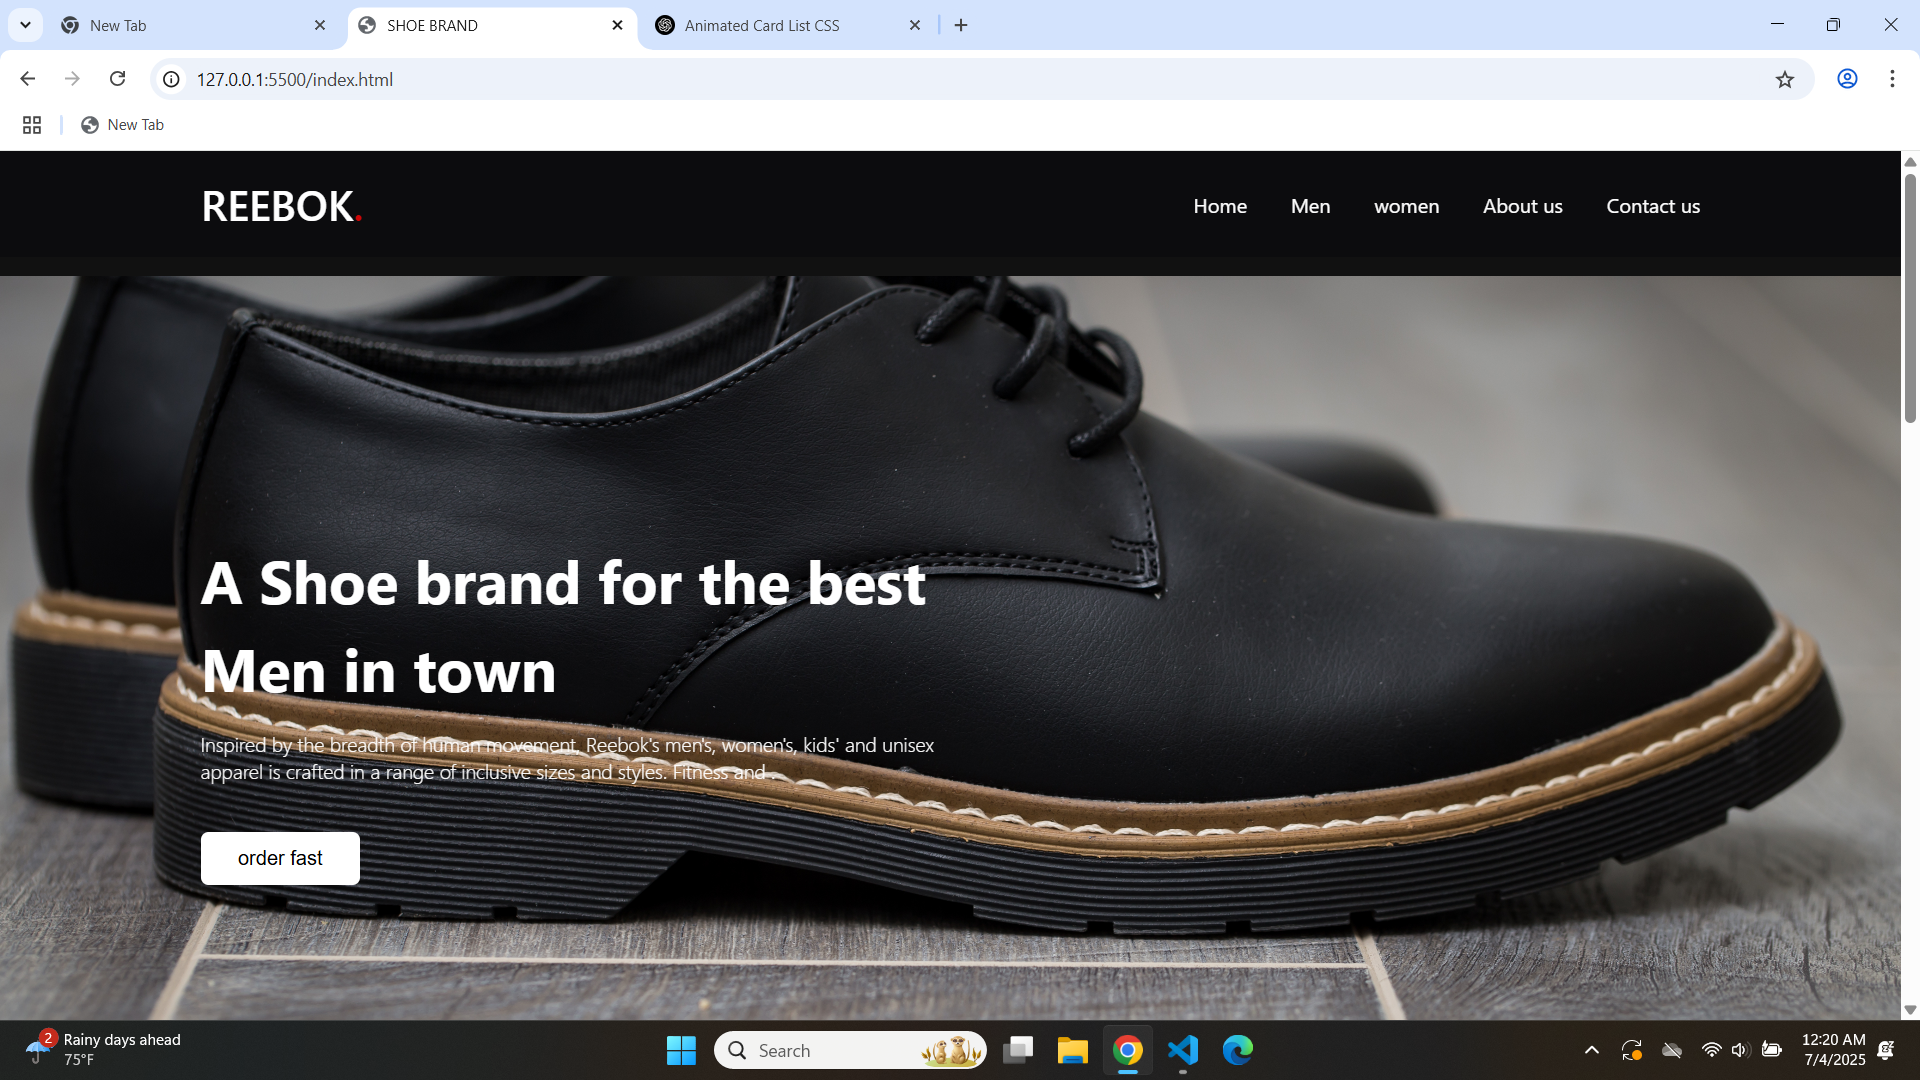 New Tab
SHOE BRAND
Animated Card List CSS
127.0.0.1:5500/index.html
New Tab
REEBOK.
Home Men women About us Contact us
A Shoe brand for the best
Men in town
Inspired by the breadth of human movement, Reebok's men's, women's, kids' and unisex
apparel is crafted in a range of inclusive sizes and styles. Fitness and .
order fast
2
Rainy days ahead
75°F
Search
12:20 AM
7/4/2025